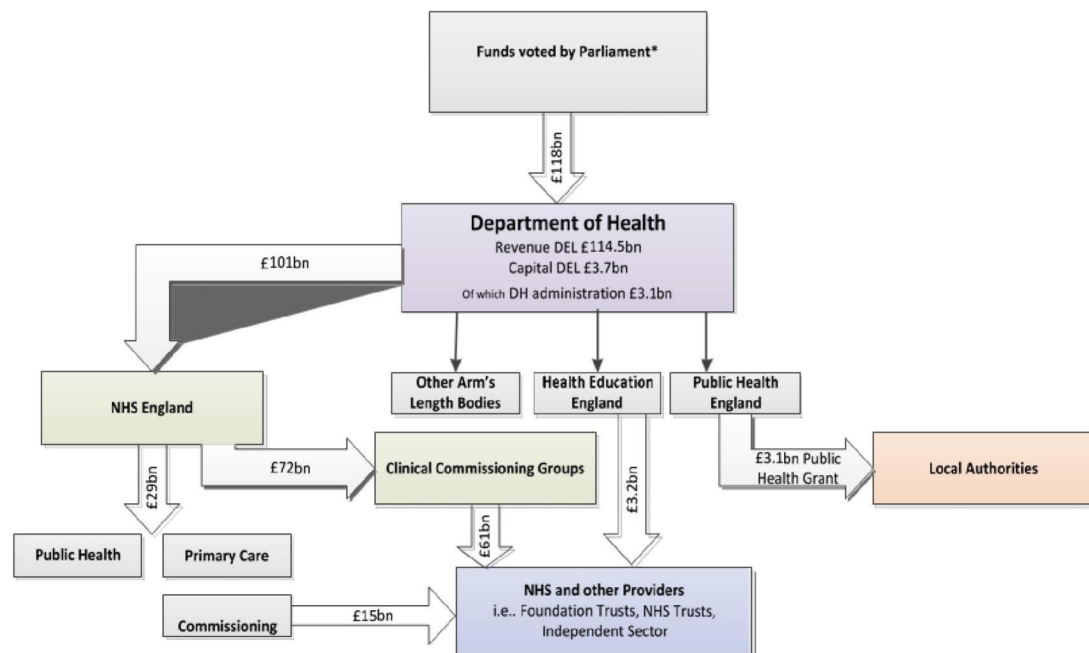 Funds voted by Parliament*
£118bn
Department of Health
Revenue DEL £114.5bn
Capital DEL £3.7bn
Of which DH administration £3.1bn
£101bn
Other Arm's
Length Bodies
Health Education
England
Public Health
England
NHS England
£72bn
Clinical Commissioning Groups
£3.1bn Public
Health Grant
Local Authorities
£29bn
£3.2bn
£61bn
Public Health
Primary Care
NHS and other Providers
i.e.. Foundation Trusts, NHS Trusts,
Independent Sector
Commissioning
£15bn